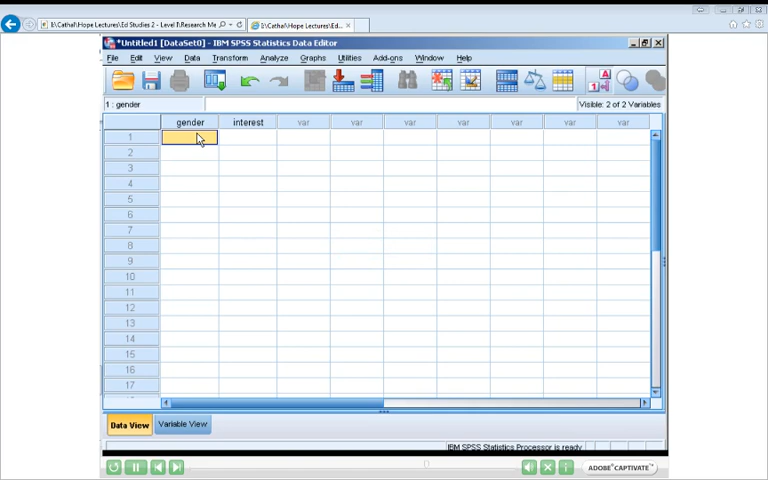 E:\Cathal\Hope Lectures\Ed Studies 2 - Level I\Research Me
E:\Cathal\Hope Lectures\Ed...
*Untitled1 [DataSet0] - IBM SPSS Statistics Data Editor
File Edit View Data Transform Analyze Graphs Utilities Add-ons Window Help
1 : gender Visible: 2 of 2 Variables
gender interest var var var var var var var
1
2
3
4
5
6
7
8
9
10
11
12
13
14
15
16
17
Data View Variable View
IBM SPSS Statistics Processor is ready
ADOBE® CAPTIVATE™